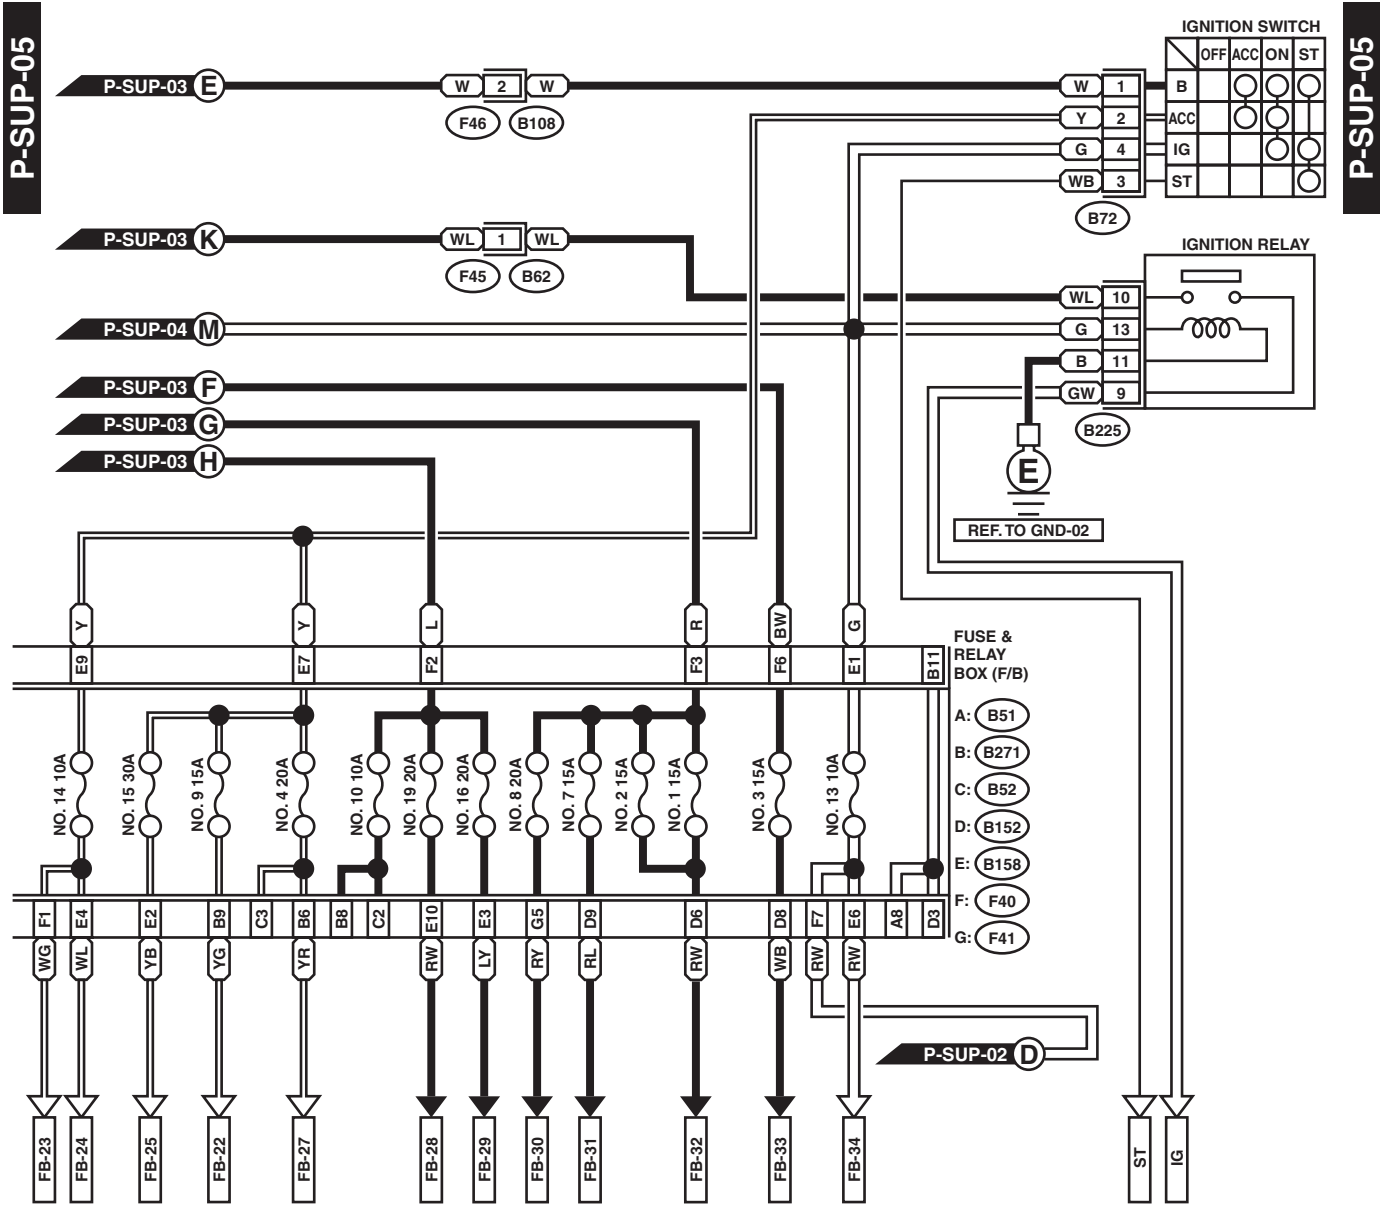 P-SUP-05
P-SUP-05
IGNITION SWITCH
OFF ACC ON ST
P-SUP-03 E W 2 W W 1 B
F46 B108
Y 2 ACC
G 4 IG
WB 3 ST
B72
P-SUP-03 K WL 1 WL
F45 B62
IGNITION RELAY
WL 10
P-SUP-04 M G 13
B 11
GW 9
B225
P-SUP-03 F
P-SUP-03 G
P-SUP-03 H
E
REF. TO GND-02
Y Y L R BW G
E9 E7 F2 F3 F6 E1 B11
FUSE &
RELAY
BOX (F/B)
A: B51
B: B271
C: B52
D: B152
E: B158
F: F40
G: F41
NO. 14 10A
NO. 15 30A
NO. 9 15A
NO. 4 20A
NO. 10 10A
NO. 19 20A
NO. 16 20A
NO. 8 20A
NO. 7 15A
NO. 2 15A
NO. 1 15A
NO. 3 15A
NO. 13 10A
F1 E4 E2 B9 C3 B6 B8 C2 E10 E3 G5 D9 D6 D8 F7 E6 A8 D3
WG WL YB YG YR RW LY RY RL RW WB RW RW
P-SUP-02 D
FB-23 FB-24 FB-25 FB-22 FB-27 FB-28 FB-29 FB-30 FB-31 FB-32 FB-33 FB-34 ST IG